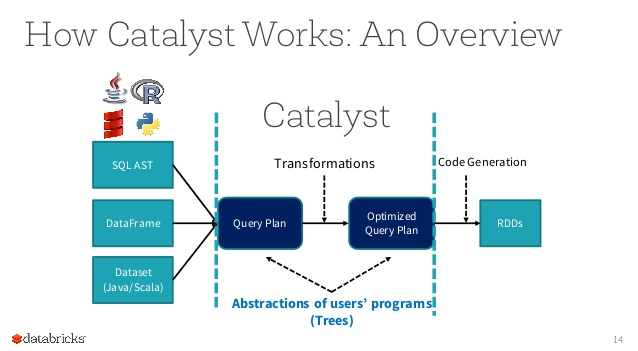 How Catalyst Works: An Overview
R
Catalyst
SQL AST
DataFrame
Dataset
(Java/Scala)
Transformations
Code Generation
Query Plan
Optimized
Query Plan
RDDs
Abstractions of users’ programs
(Trees)
databricks
14